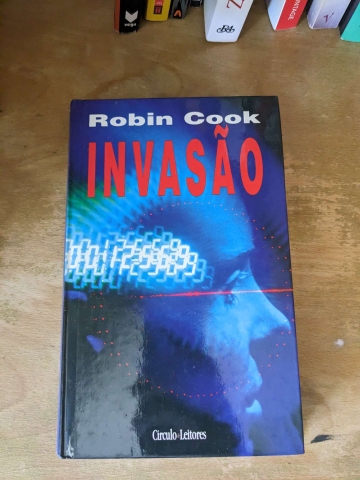 Robin Cook
INVASÃO
Círculo de Leitores